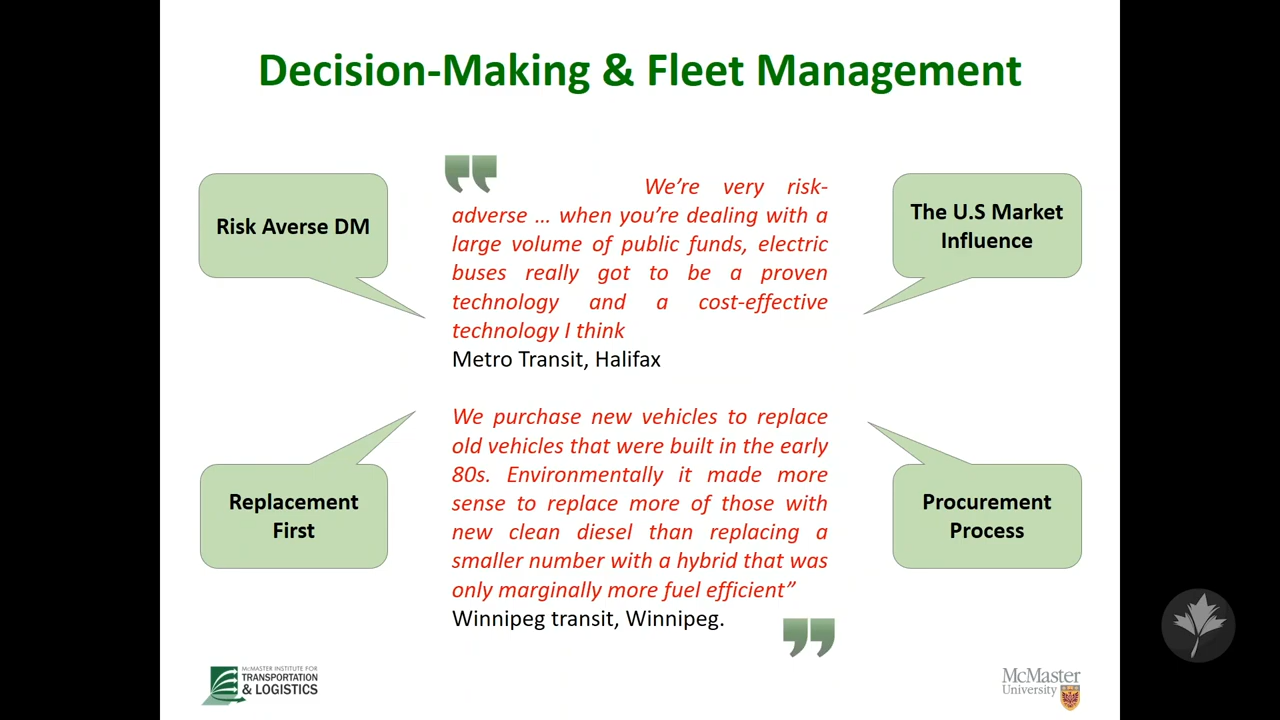 Decision-Making & Fleet Management
Risk Averse DM
We're very risk-
adverse ... when you're dealing with a
large volume of public funds, electric
buses really got to be a proven
technology and a cost-effective
technology I think
Metro Transit, Halifax
The U.S Market
Influence
Replacement
First
We purchase new vehicles to replace
old vehicles that were built in the early
80s. Environmentally it made more
sense to replace more of those with
new clean diesel than replacing a
smaller number with a hybrid that was
only marginally more fuel efficient”
Winnipeg transit, Winnipeg.
Procurement
Process
McMASTER INSTITUTE FOR
TRANSPORTATION
& LOGISTICS
McMaster
University